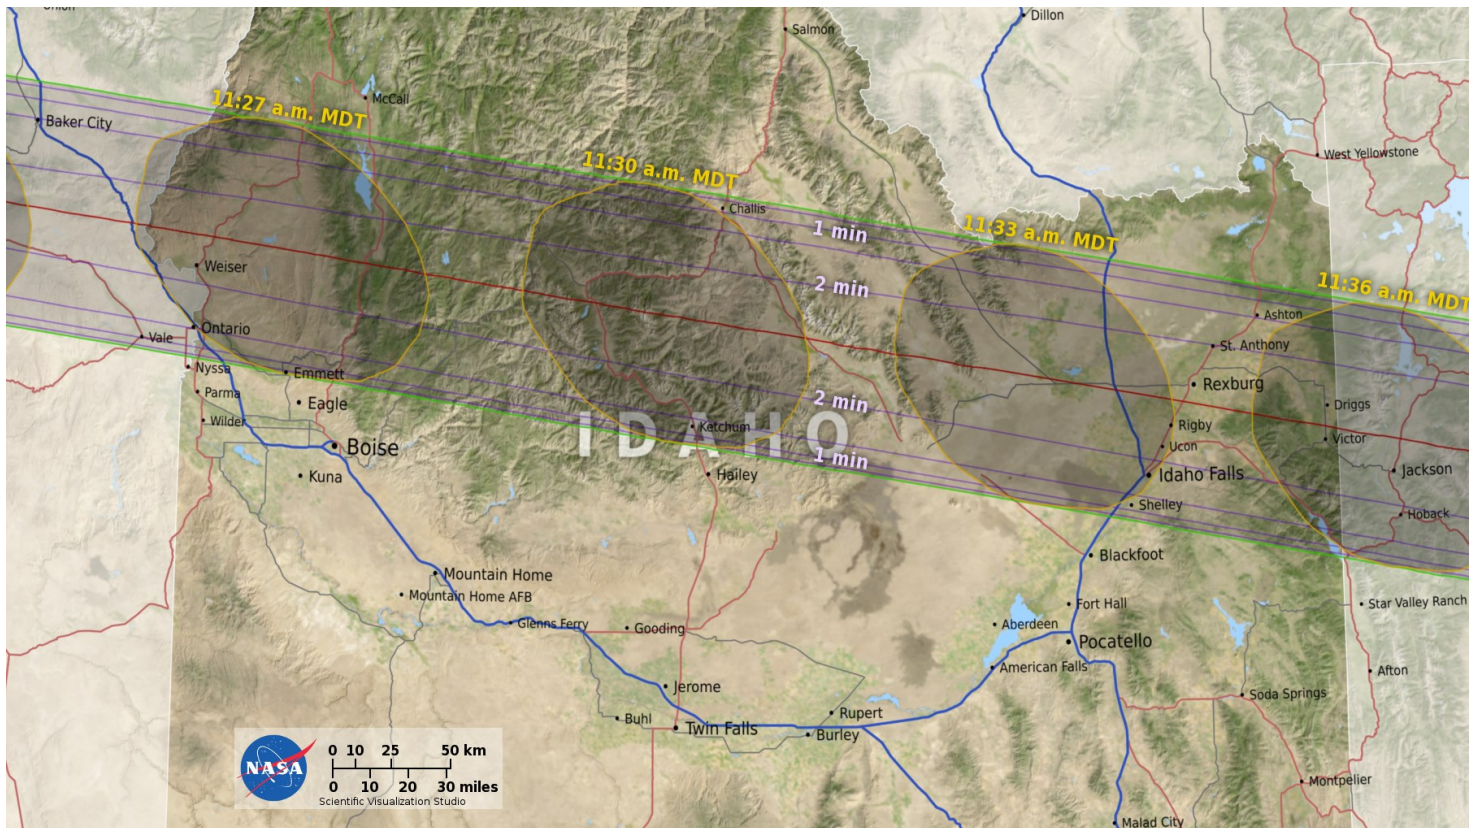 Union
Dillon
Salmon
McCall
11:27 a.m. MDT
Baker City
West Yellowstone
11:30 a.m. MDT
Challis
1 min
11:33 a.m. MDT
Weiser
2 min
11:36 a.m. MDT
Ashton
Ontario
Vale
St. Anthony
Nyssa
Emmett
Rexburg
Parma
Eagle
2 min
Driggs
Wilder
Ketchum
IDAHO
Rigby
Victor
Boise
Ucon
1 min
Kuna
Hailey
Idaho Falls
Jackson
Shelley
Hoback
Blackfoot
Mountain Home
Mountain Home AFB
Fort Hall
Star Valley Ranch
Glenns Ferry
Gooding
Aberdeen
Pocatello
American Falls
Afton
Jerome
Soda Springs
Buhl
Twin Falls
Rupert
Burley
NASA
0 10 25 50 km
0 10 20 30 miles
Scientific Visualization Studio
Montpelier
Malad City